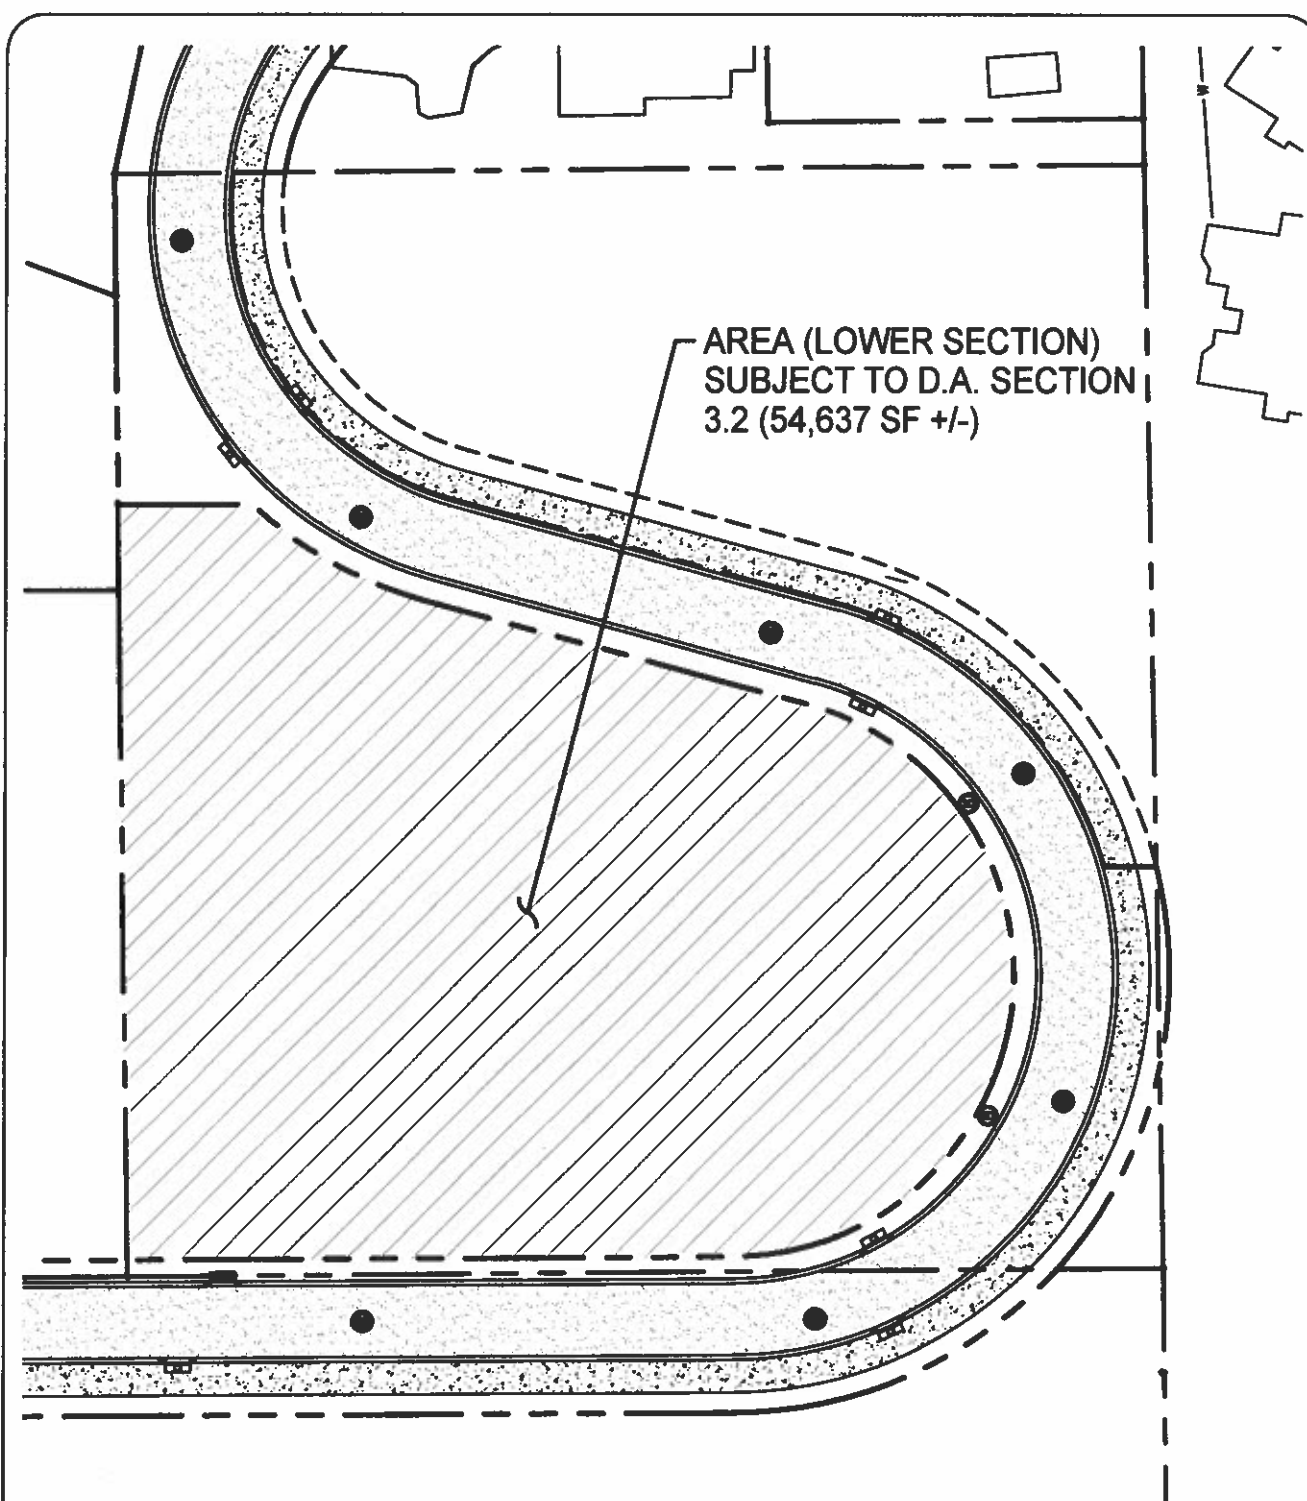 W
AREA (LOWER SECTION)
SUBJECT TO D.A. SECTION
3.2 (54,637 SF +/-)